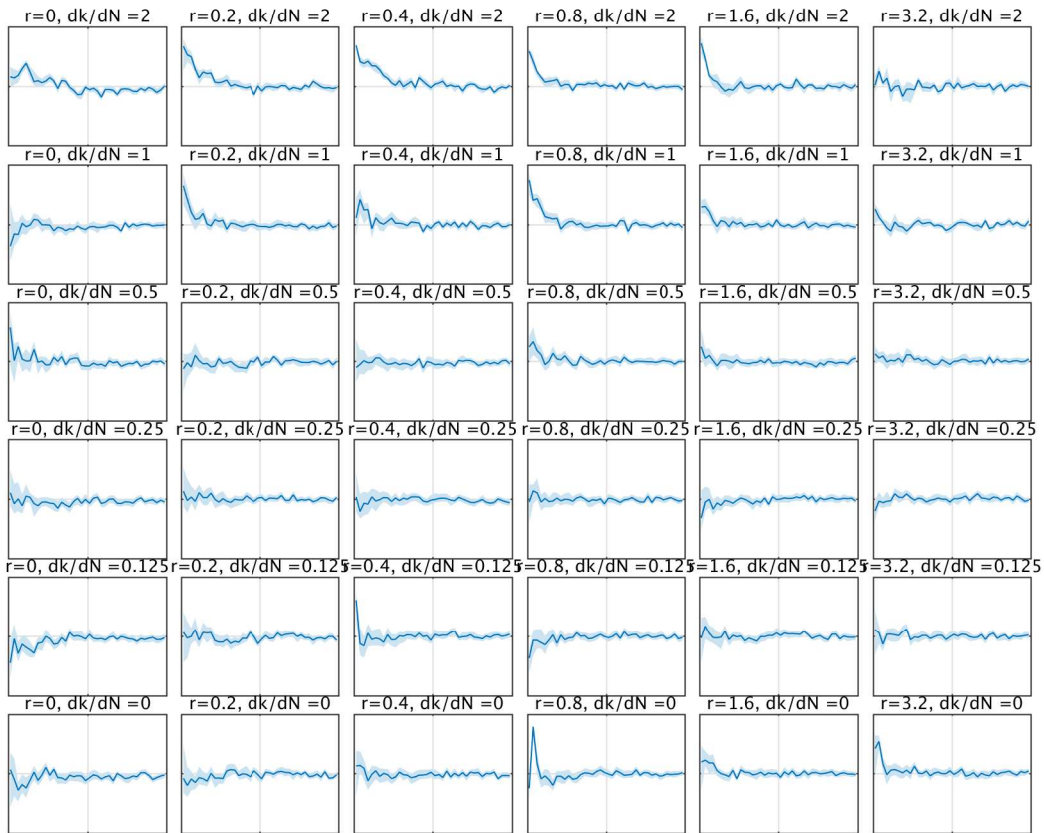 r=0, dk/dN =2 r=0.2, dk/dN =2 r=0.4, dk/dN =2 r=0.8, dk/dN =2 r=1.6, dk/dN =2 r=3.2, dk/dN =2
r=0, dk/dN =1 r=0.2, dk/dN =1 r=0.4, dk/dN =1 r=0.8, dk/dN =1 r=1.6, dk/dN =1 r=3.2, dk/dN =1
r=0, dk/dN =0.5 r=0.2, dk/dN =0.5 r=0.4, dk/dN =0.5 r=0.8, dk/dN =0.5 r=1.6, dk/dN =0.5 r=3.2, dk/dN =0.5
r=0, dk/dN =0.25 r=0.2, dk/dN =0.25 r=0.4, dk/dN =0.25 r=0.8, dk/dN =0.25 r=1.6, dk/dN =0.25 r=3.2, dk/dN =0.25
r=0, dk/dN =0.125 r=0.2, dk/dN =0.125 r=0.4, dk/dN =0.125 r=0.8, dk/dN =0.125 r=1.6, dk/dN =0.125 r=3.2, dk/dN =0.125
r=0, dk/dN =0 r=0.2, dk/dN =0 r=0.4, dk/dN =0 r=0.8, dk/dN =0 r=1.6, dk/dN =0 r=3.2, dk/dN =0